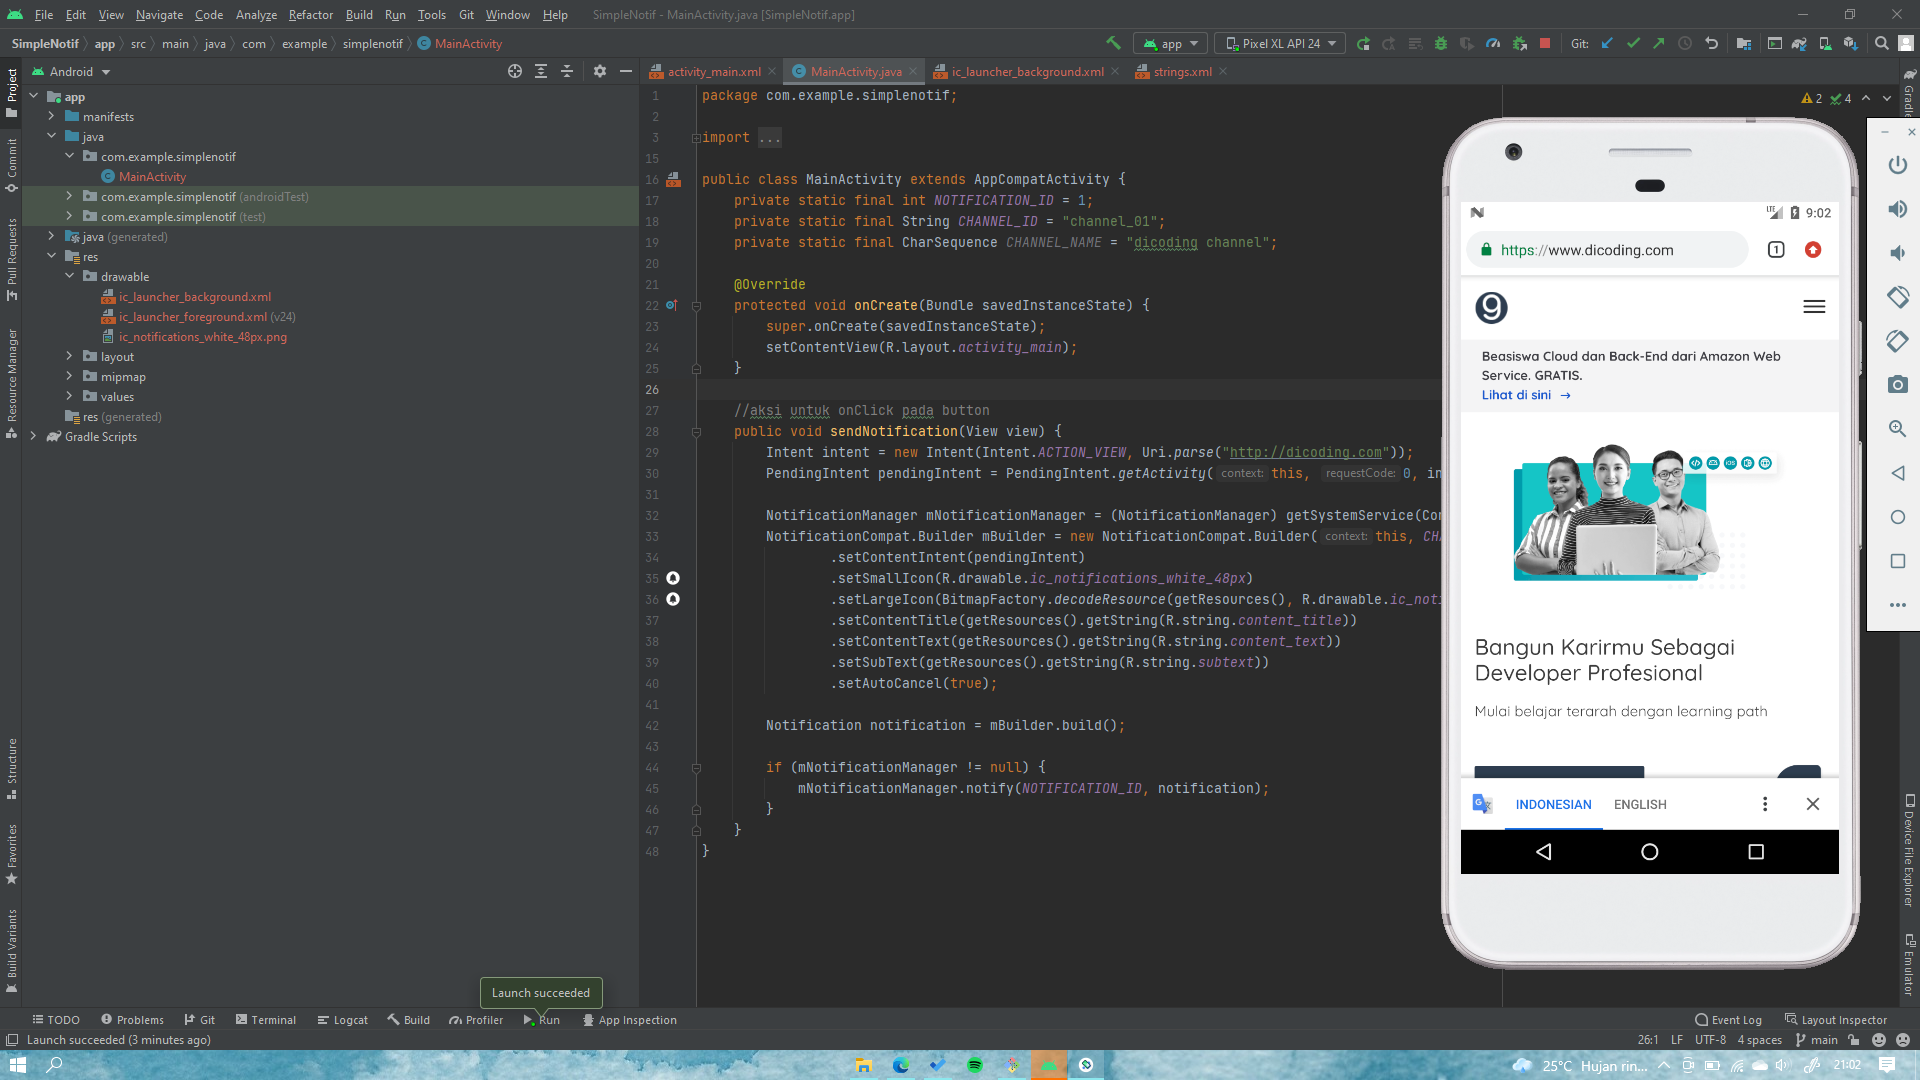 File Edit View Navigate Code Analyze Refactor Build Run Tools Git Window Help SimpleNotif - MainActivity.java [SimpleNotif.app]
SimpleNotif app src main java com example simplenotif MainActivity
app Pixel XL API 24 Git:
Android
activity_main.xml MainActivity.java ic_launcher_background.xml strings.xml
Project
Commit
Pull Requests
Resource Manager
Structure
Favorites
Build Variants
app
manifests
java
com.example.simplenotif
MainActivity
com.example.simplenotif (androidTest)
com.example.simplenotif (test)
java (generated)
res
drawable
ic_launcher_background.xml
ic_launcher_foreground.xml (v24)
ic_notifications_white_48px.png
layout
mipmap
values
res (generated)
Gradle Scripts
2 4
1 package com.example.simplenotif;
2
3 import ...
15
16 public class MainActivity extends AppCompatActivity {
17 private static final int NOTIFICATION_ID = 1;
18 private static final String CHANNEL_ID = "channel_01";
19 private static final CharSequence CHANNEL_NAME = "dicoding channel";
20
21 @Override
22 protected void onCreate(Bundle savedInstanceState) {
23 super.onCreate(savedInstanceState);
24 setContentView(R.layout.activity_main);
25 }
26
27 //aksi untuk onClick pada button
28 public void sendNotification(View view) {
29 Intent intent = new Intent(Intent.ACTION_VIEW, Uri.parse("http://dicoding.com"));
30 PendingIntent pendingIntent = PendingIntent.getActivity( context: this, requestCode: 0, in
31
32 NotificationManager mNotificationManager = (NotificationManager) getSystemService(Con
33 NotificationCompat.Builder mBuilder = new NotificationCompat.Builder( context: this, CHA
34 .setContentIntent(pendingIntent)
35 .setSmallIcon(R.drawable.ic_notifications_white_48px)
36 .setLargeIcon(BitmapFactory.decodeResource(getResources(), R.drawable.ic_noti
37 .setContentTitle(getResources().getString(R.string.content_title))
38 .setContentText(getResources().getString(R.string.content_text))
39 .setSubText(getResources().getString(R.string.subtext))
40 .setAutoCancel(true);
41
42 Notification notification = mBuilder.build();
43
44 if (mNotificationManager != null) {
45 mNotificationManager.notify(NOTIFICATION_ID, notification);
46 }
47 }
48 }
LTE 9:02
https://www.dicoding.com 1
Beasiswa Cloud dan Back-End dari Amazon Web
Service. GRATIS.
Lihat di sini →
iOS
Bangun Karirmu Sebagai
Developer Profesional
Mulai belajar terarah dengan learning path
INDONESIAN ENGLISH
Gradle
Device File Explorer
Emulator
Launch succeeded
TODO Problems Git Terminal Logcat Build Profiler Run App Inspection Event Log Layout Inspector
Launch succeeded (3 minutes ago) 26:1 LF UTF-8 4 spaces main
25°C Hujan rin... 21:02